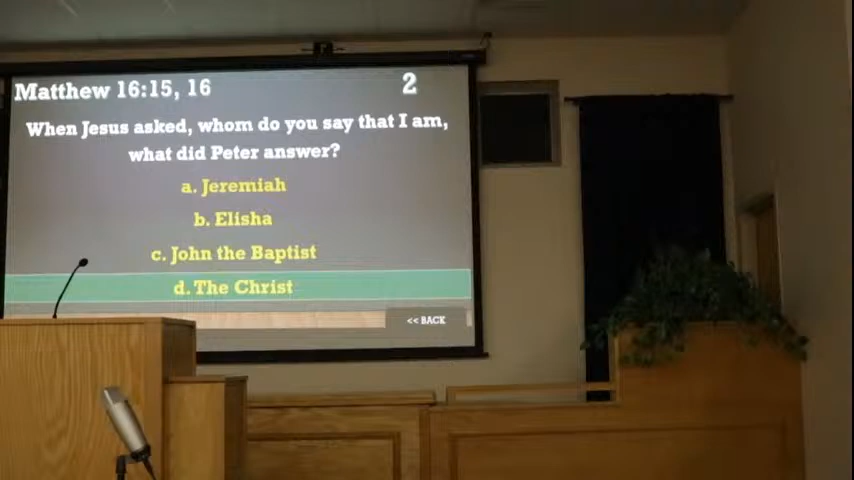 Matthew 16:15, 16
2
When Jesus asked, whom do you say that I am,
what did Peter answer?
a. Jeremiah
b. Elisha
c. John the Baptist
d. The Christ
<< BACK